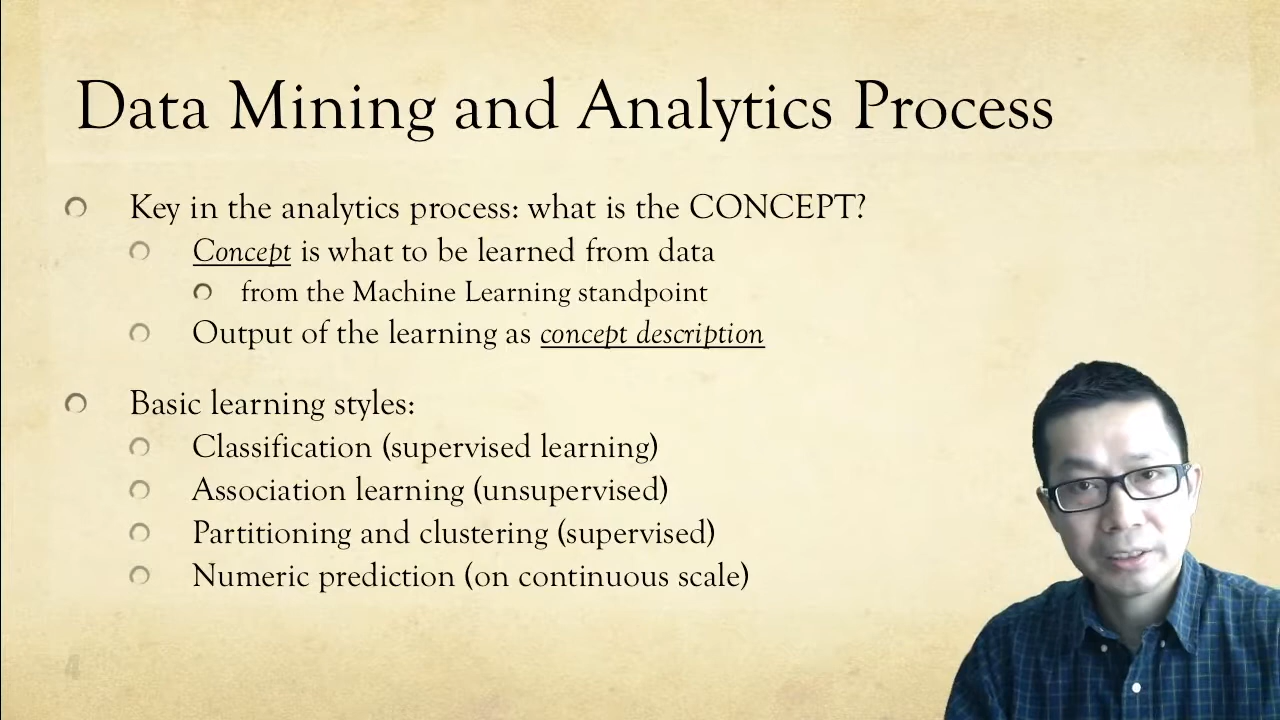 Data Mining and Analytics Process
Key in the analytics process: what is the CONCEPT?
Concept is what to be learned from data
from the Machine Learning standpoint
Output of the learning as concept description
Basic learning styles:
Classification (supervised learning)
Association learning (unsupervised)
Partitioning and clustering (supervised)
Numeric prediction (on continuous scale)
4